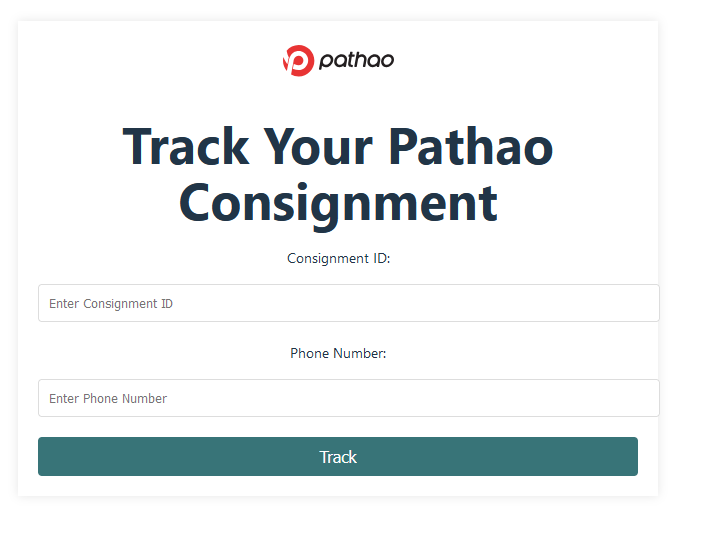 pathao
Track Your Pathao
Consignment
Consignment ID:
Enter Consignment ID
Phone Number:
Enter Phone Number
Track